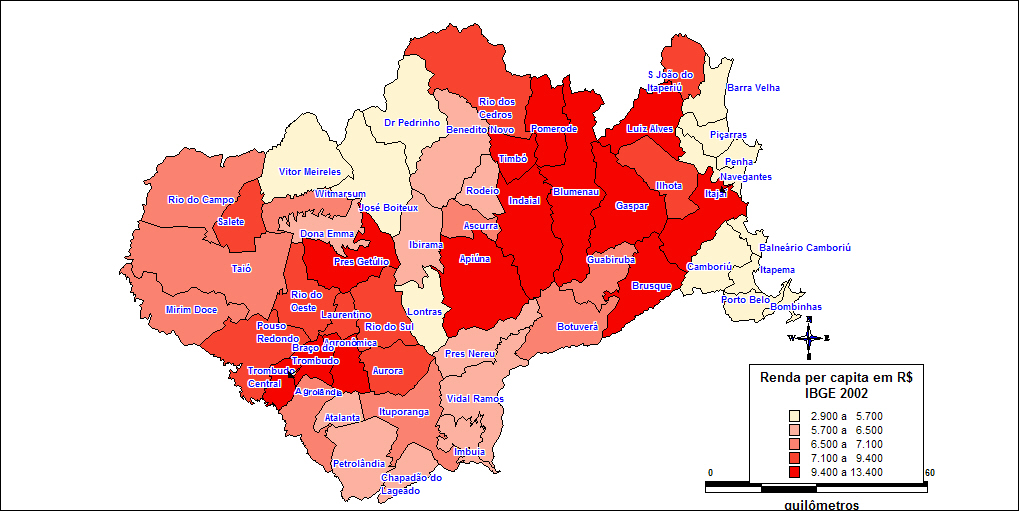 S João do
Itaperiú
Barra Velha
Rio dos
Cedros
Dr Pedrinho
Benedito Novo
Pomerode
Luiz Alves
Piçarras
Timbó
Penha
Vitor Meireles
Navegantes
Rodeio
Blumenau
Ilhota
Itajaí
Witmarsum
Rio do Campo
Indaial
José Boiteux
Gaspar
Salete
Ascurra
Dona Emma
Ibirama
Balneário Camboriú
Apiúna
Guabiruba
Pres Getúlio
Taió
Camboriú
Itapema
Brusque
Rio do
Oeste
Porto Belo
Bombinhas
Mirim Doce
Laurentino
Lontras
Pouso
Redondo
Rio do Sul
Botuverá
N
W
E
Agronômica
Braço do
Trombudo
Pres Nereu
Trombudo
Central
Aurora
Agrolândia
Vidal Ramos
Atalanta
Ituporanga
Imbuia
Petrolândia
Chapadão do
Lageado
Renda per capita em R$
IBGE 2002
2.900 a 5.700
5.700 a 6.500
6.500 a 7.100
7.100 a 9.400
9.400 a 13.400
0
60
quilômetros